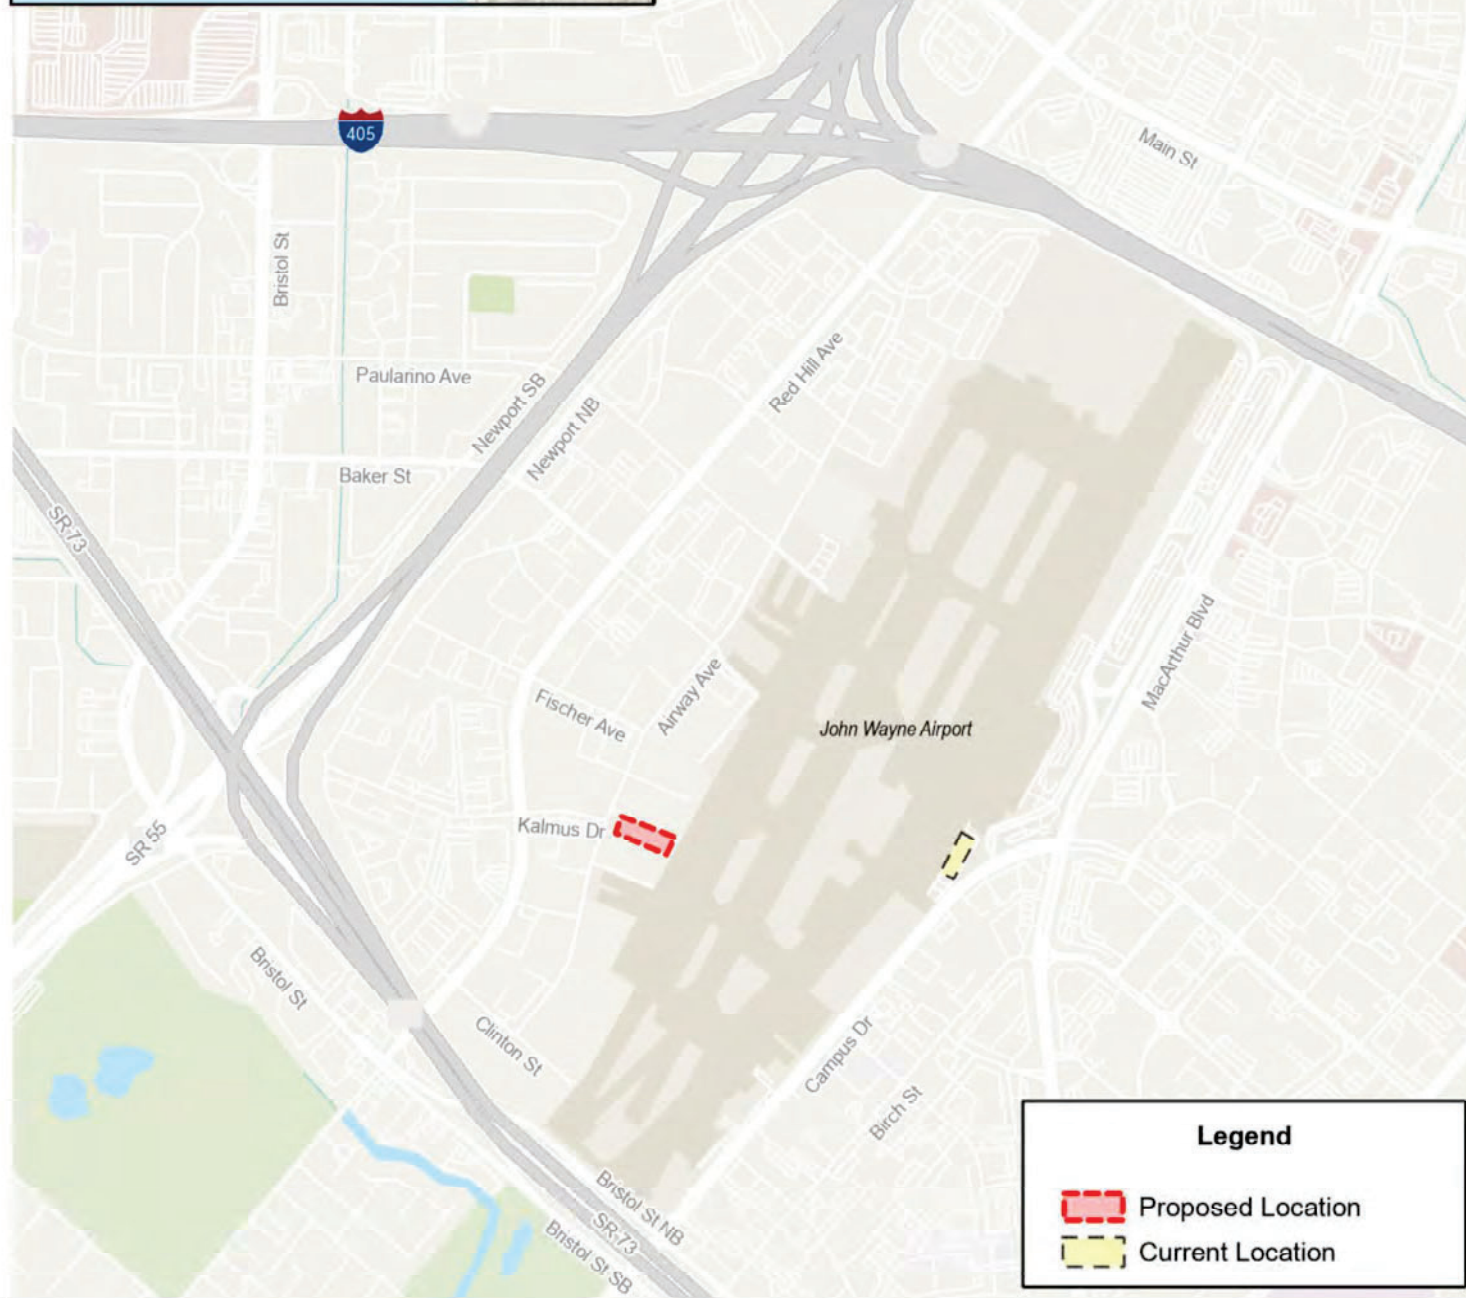 405
Main St
Bristol St
Red Hill Ave
Paularino Ave
Newport SB
Newport NB
Baker St
SR 73
MacArthur Blvd
Fischer Ave
Airway Ave
John Wayne Airport
Kalmus Dr
SR 55
Bristol St
Clinton St
Campus Dr
Birch St
Bristol St NB
SR 73
Bristol St SB
Legend
Proposed Location
Current Location